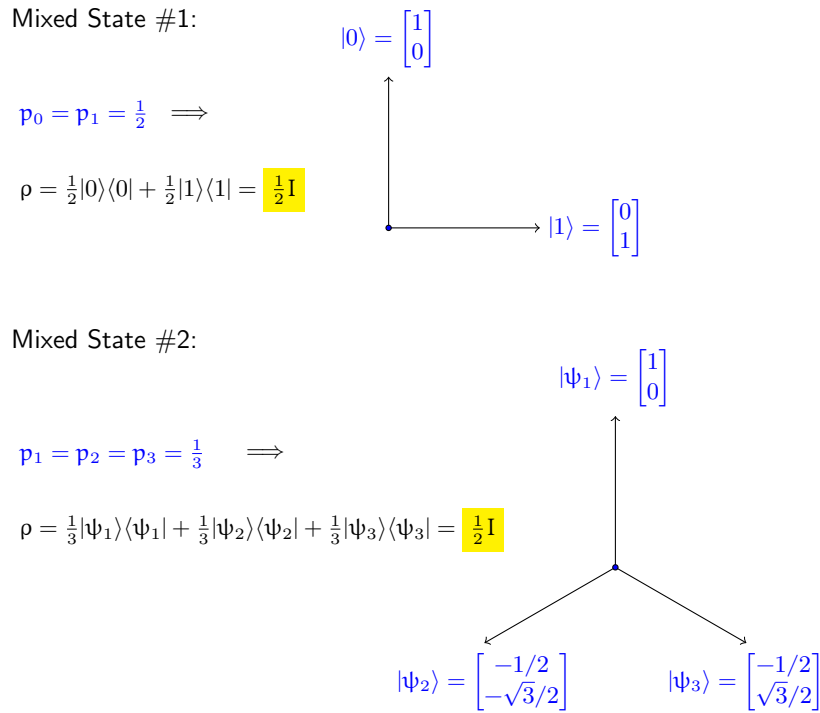 Mixed State #1:
|0⟩ = [1 0]
p₀ = p₁ = 1/2 ⟹
ρ = 1/2|0⟩⟨0| + 1/2|1⟩⟨1| = 1/2 I
|1⟩ = [0 1]
Mixed State #2:
|ψ₁⟩ = [1 0]
p₁ = p₂ = p₃ = 1/3 ⟹
ρ = 1/3|ψ₁⟩⟨ψ₁| + 1/3|ψ₂⟩⟨ψ₂| + 1/3|ψ₃⟩⟨ψ₃| = 1/2 I
|ψ₂⟩ = [−1/2 −√3/2]
|ψ₃⟩ = [−1/2 √3/2]